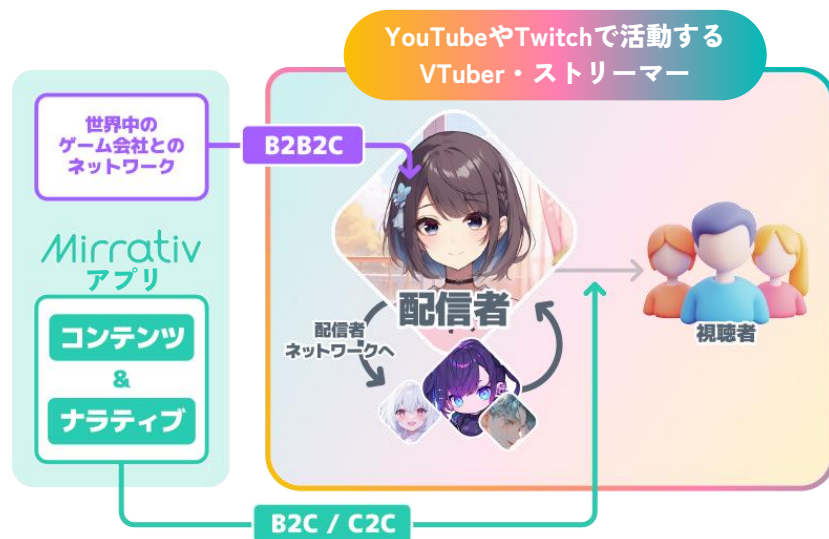 YouTubeやTwitchで活動する
VTuber・ストリーマー
世界中の
ゲーム会社との
ネットワーク
B2B2C
Mirrativ
アプリ
コンテンツ
&
ナラティブ
配信者
配信者
ネットワークへ
視聴者
B2C / C2C